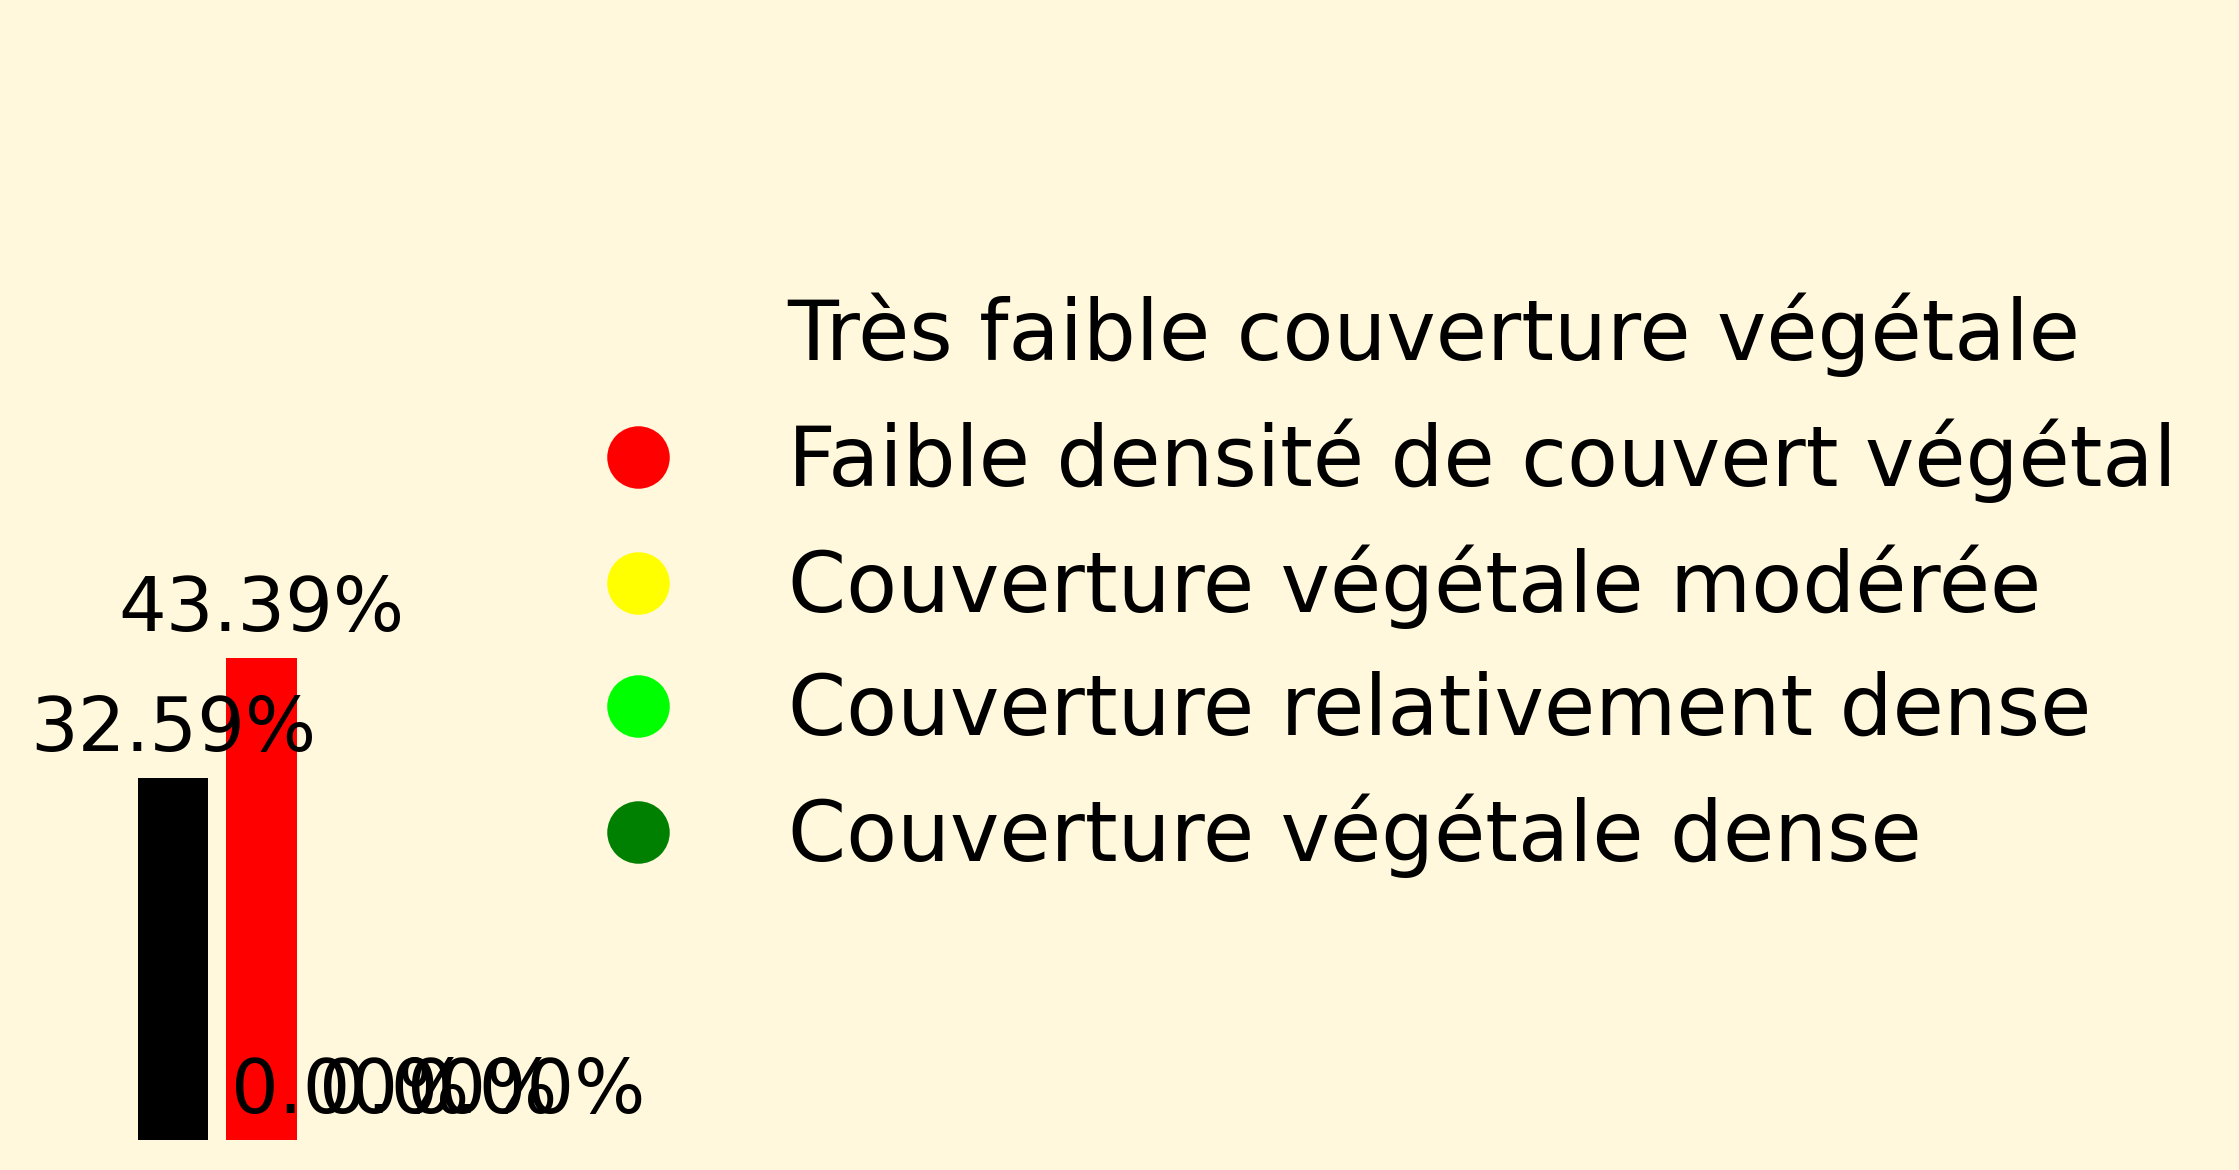 Très faible couverture végétale
Faible densité de couvert végétal
Couverture végétale modérée
Couverture relativement dense
Couverture végétale dense
43.39%
32.59%
0.00%
0.00%
0.00%